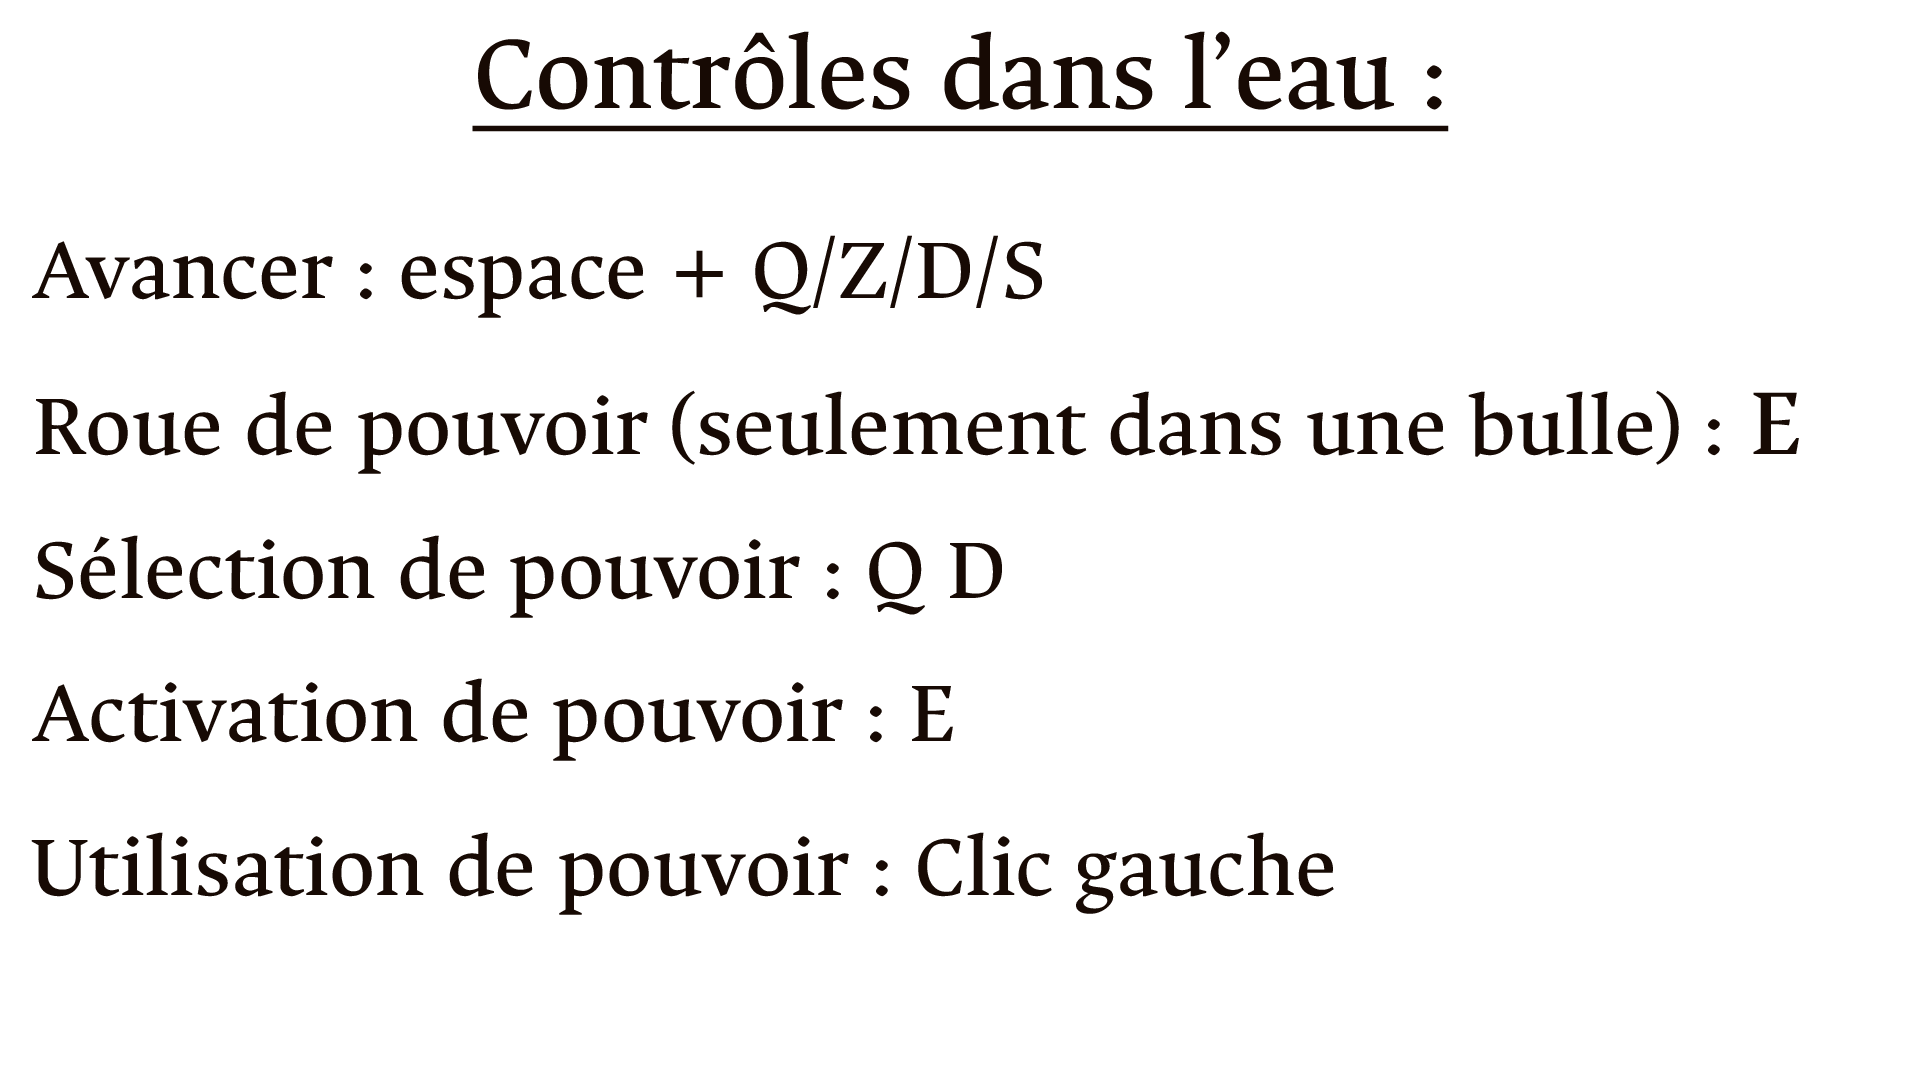 Contrôles dans l’eau :
Avancer : espace + Q/Z/D/S
Roue de pouvoir (seulement dans une bulle) : E
Sélection de pouvoir : Q D
Activation de pouvoir : E
Utilisation de pouvoir : Clic gauche